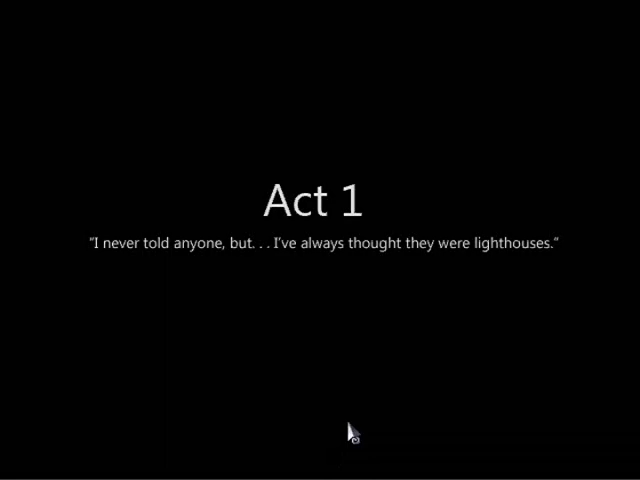 Act 1
"I never told anyone, but. . . I've always thought they were lighthouses."